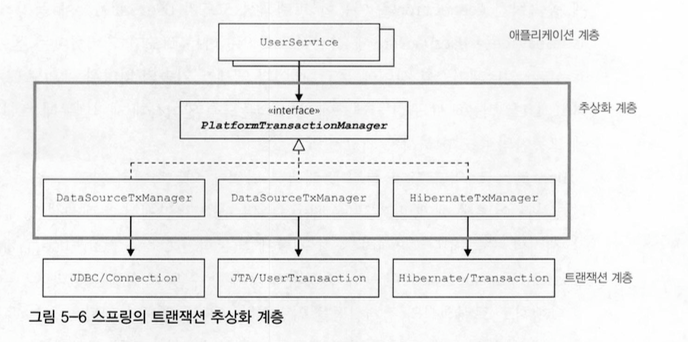 UserService
애플리케이션 계층
«interface»
PlatformTransactionManager
추상화 계층
DataSourceTxManager
DataSourceTxManager
HibernateTxManager
JDBC/Connection
JTA/UserTransaction
Hibernate/Transaction
트랜잭션 계층
그림 5-6 스프링의 트랜잭션 추상화 계층